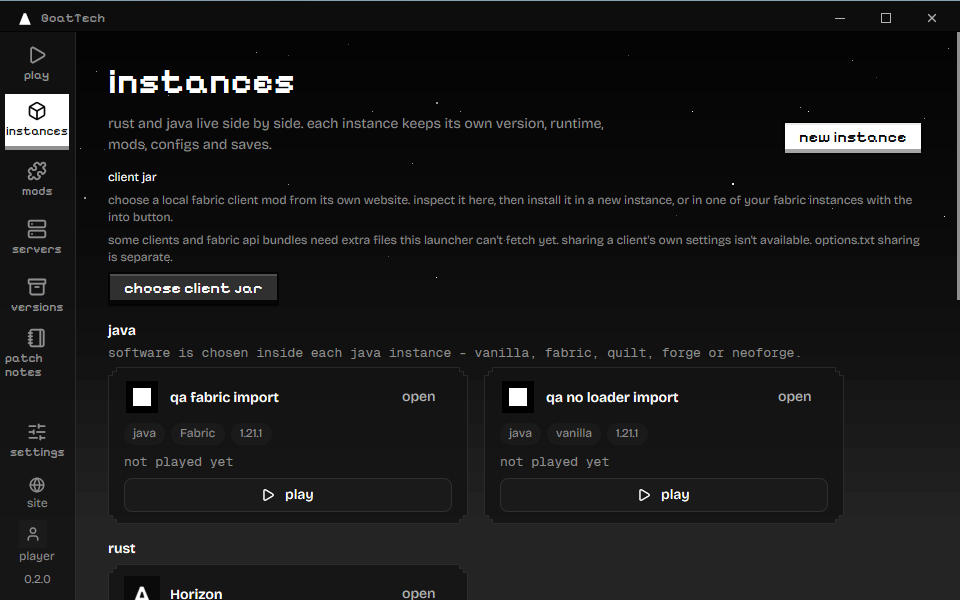 GoatTech
play
instances
mods
servers
versions
patch
notes
settings
site
player
0.2.0
instances
rust and java live side by side. each instance keeps its own version, runtime,
mods, configs and saves.
new instance
client jar
choose a local fabric client mod from its own website. inspect it here, then install it in a new instance, or in one of your fabric instances with the
into button.
some clients and fabric api bundles need extra files this launcher can't fetch yet. sharing a client's own settings isn't available. options.txt sharing
is separate.
choose client jar
java
software is chosen inside each java instance - vanilla, fabric, quilt, forge or neoforge.
qa fabric import
open
java Fabric 1.21.1
not played yet
play
qa no loader import
open
java vanilla 1.21.1
not played yet
play
rust
Horizon
open